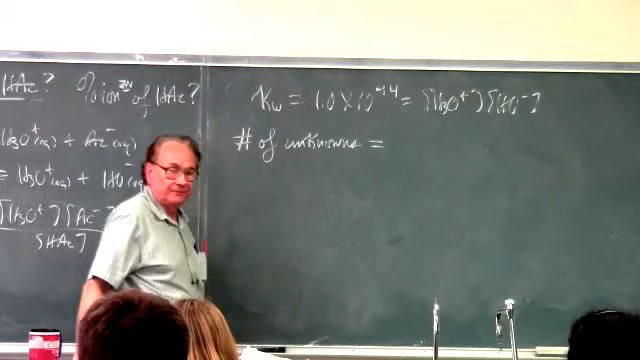 HAc? %ion^zn of HAc?
H₃O⁺(aq) + Ac⁻(aq)
= H₃O⁺(aq) + HO⁻(aq)
[H₃O⁺][Ac⁻]
[HAc]
Kw = 1.0 × 10⁻¹⁴ = [H₃O⁺][HO⁻]
# of unknowns =